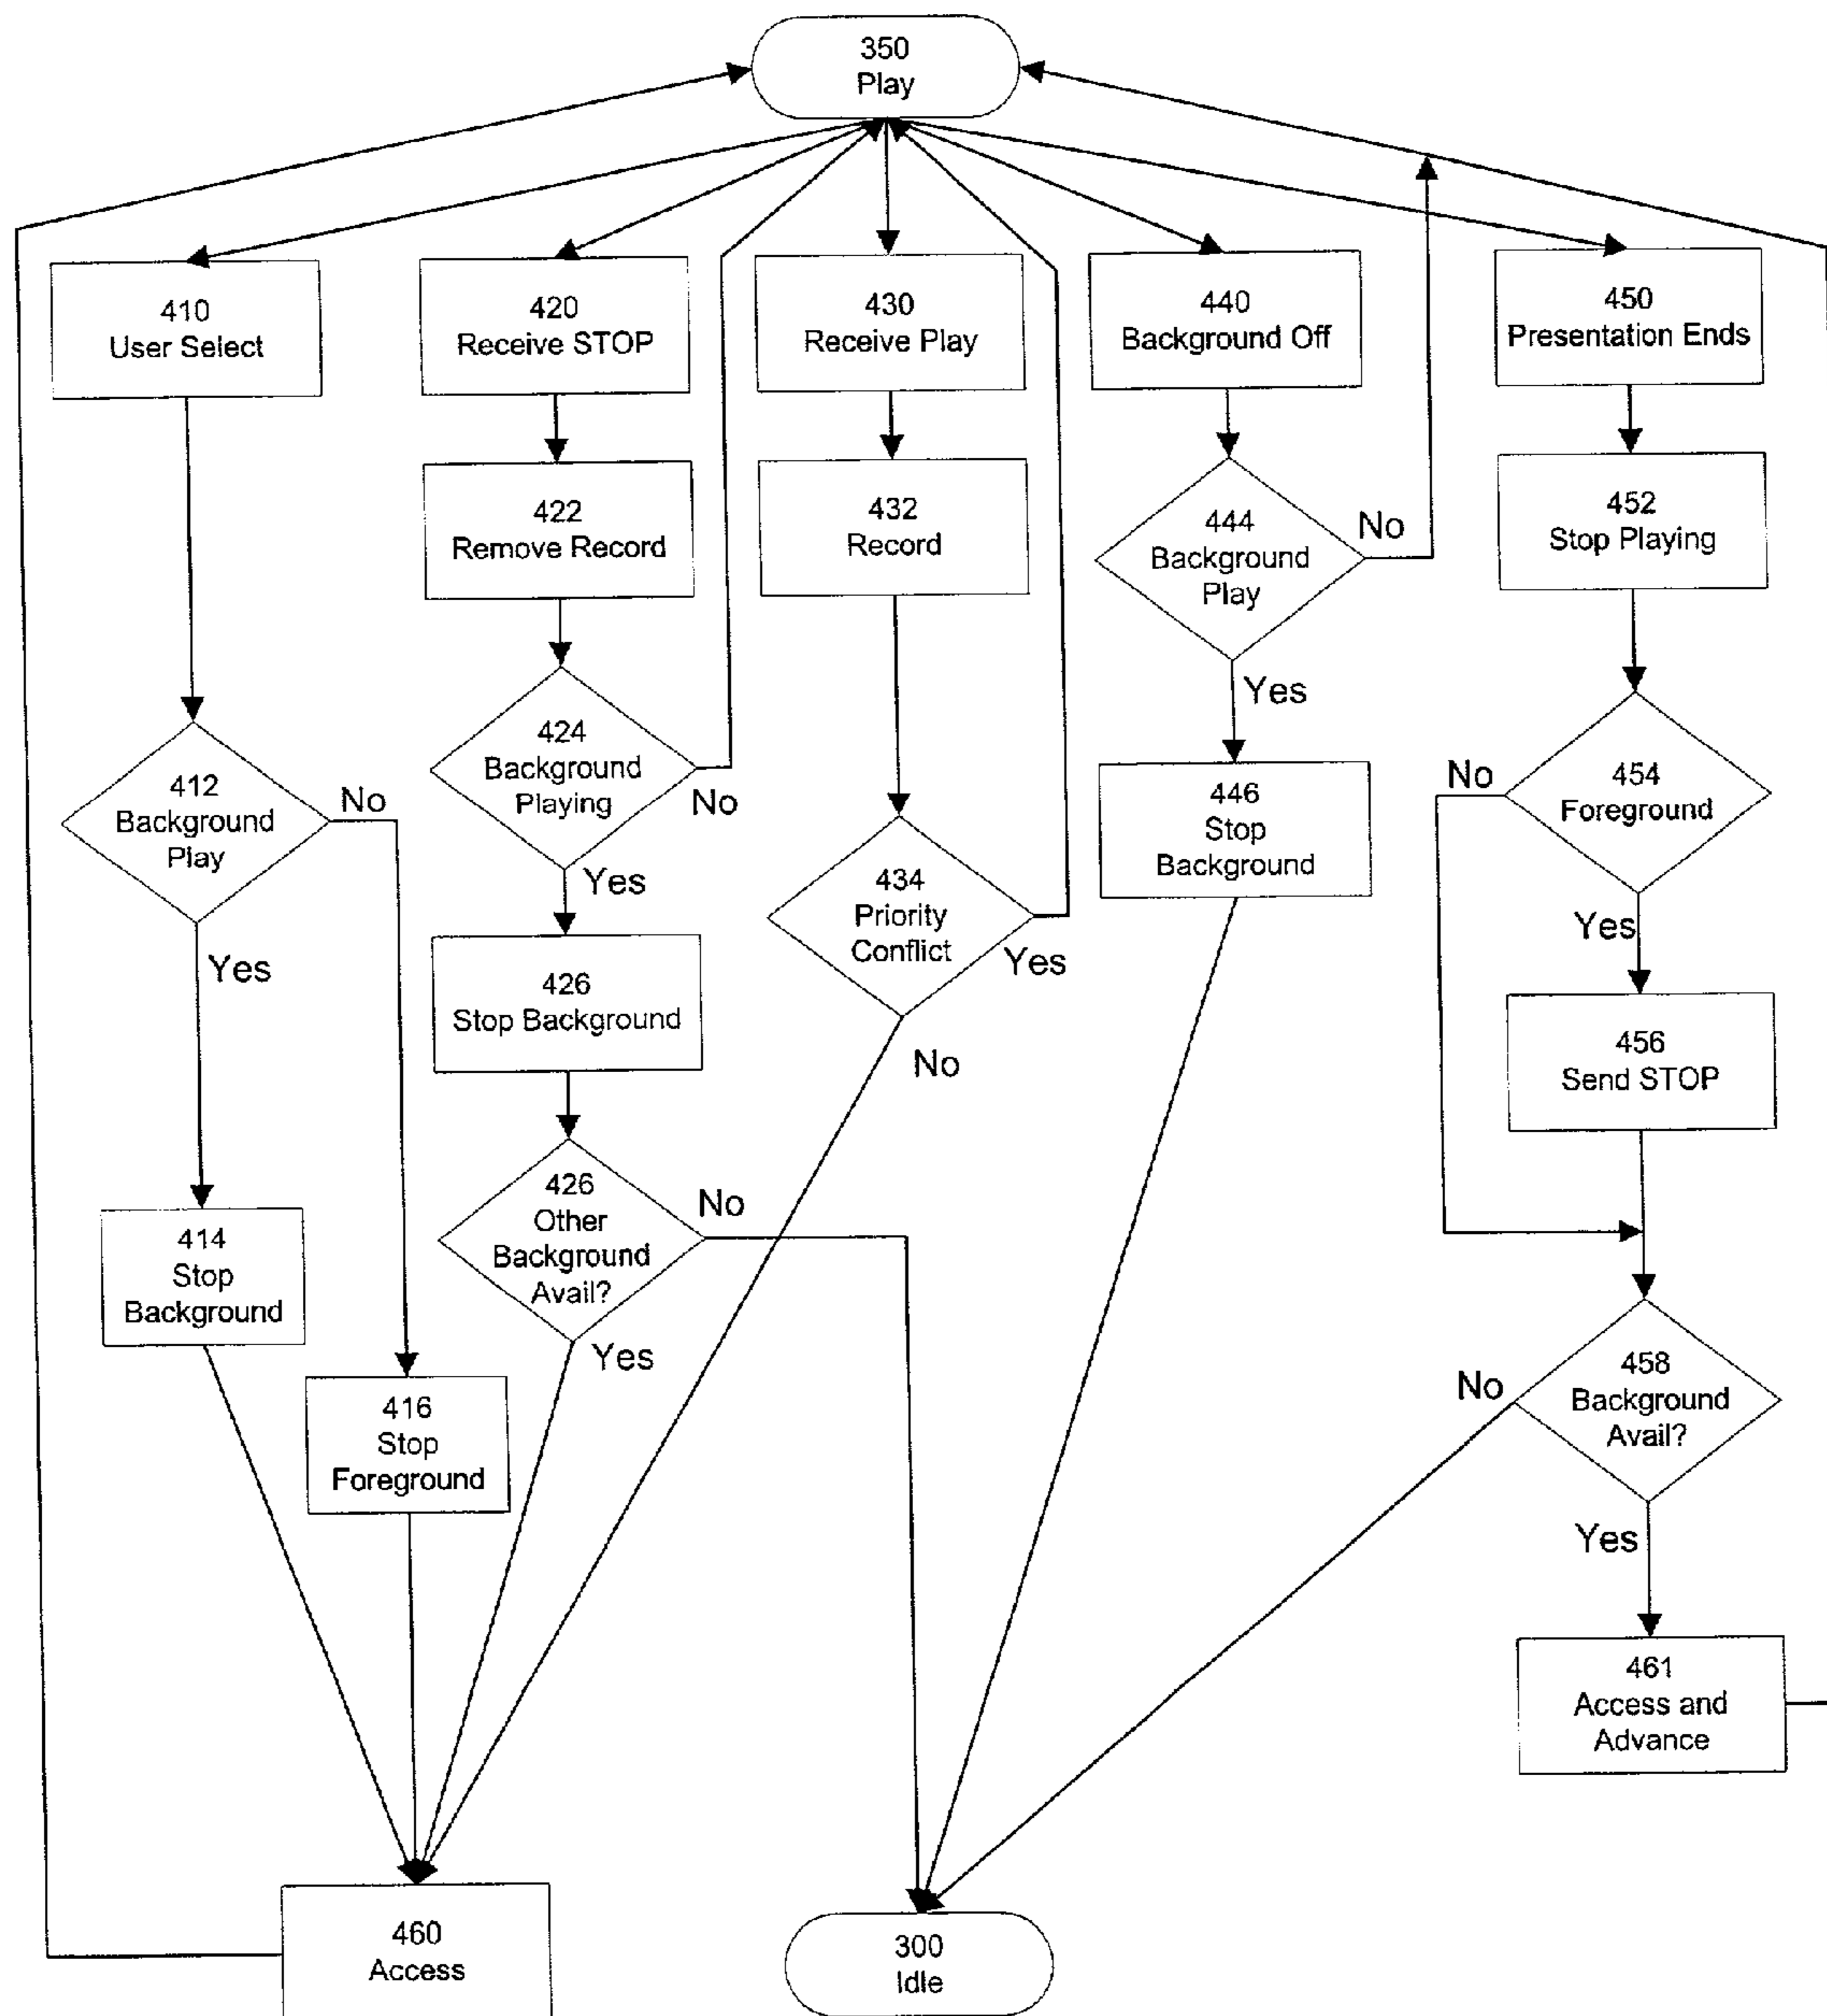 350
Play
410
User Select
420
Receive STOP
430
Receive Play
440
Background Off
450
Presentation Ends
422
Remove Record
432
Record
444
Background
Play
No
Yes
452
Stop Playing
412
Background
Play
No
Yes
424
Background
Playing
No
Yes
434
Priority
Conflict
Yes
No
446
Stop
Background
454
Foreground
No
Yes
426
Stop Background
456
Send STOP
414
Stop
Background
416
Stop
Foreground
426
Other
Background
Avail?
No
Yes
458
Background
Avail?
No
Yes
461
Access and
Advance
460
Access
300
Idle